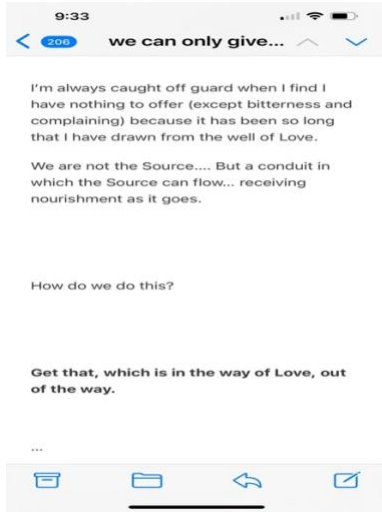 9:33
206
we can only give...
I'm always caught off guard when I find I
have nothing to offer (except bitterness and
complaining) because it has been so long
that I have drawn from the well of Love.
We are not the Source.... But a conduit in
which the Source can flow... receiving
nourishment as it goes.
How do we do this?
Get that, which is in the way of Love, out
of the way.
...